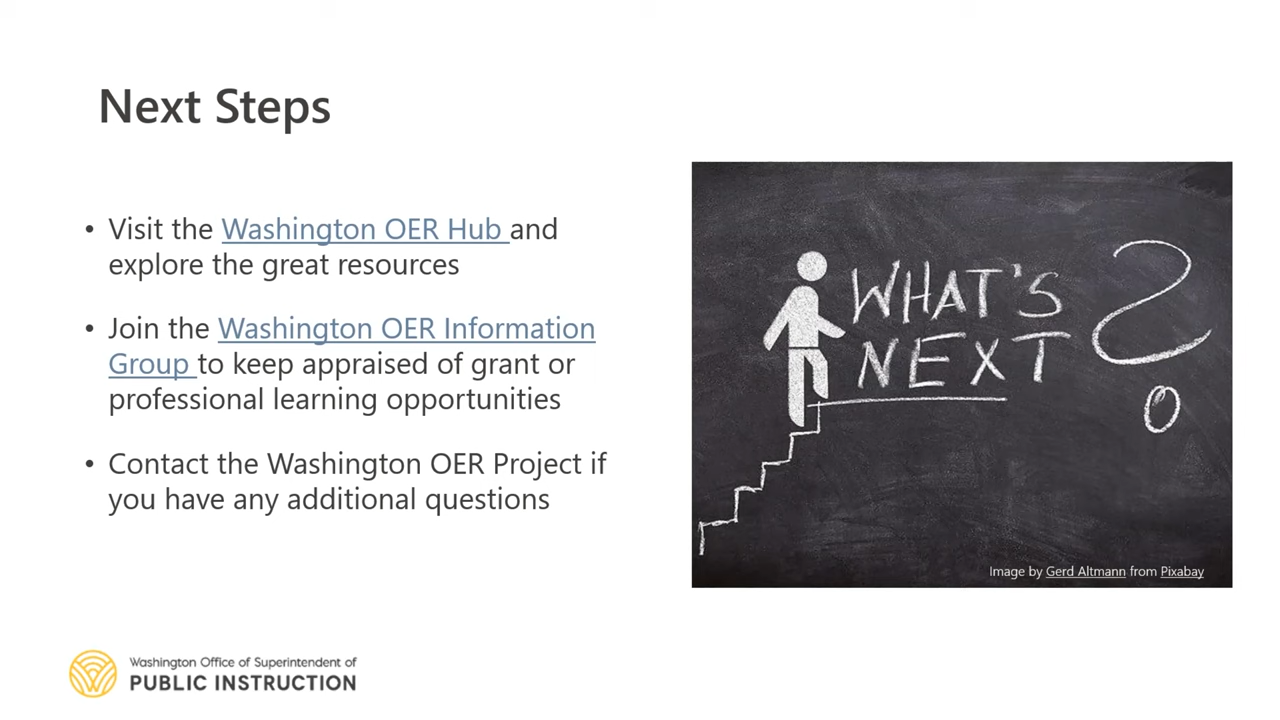 Next Steps
• Visit the Washington OER Hub and
explore the great resources
• Join the Washington OER Information
Group to keep appraised of grant or
professional learning opportunities
• Contact the Washington OER Project if
you have any additional questions
WHAT'S
NEXT ?
Image by Gerd Altmann from Pixabay
Washington Office of Superintendent of
PUBLIC INSTRUCTION